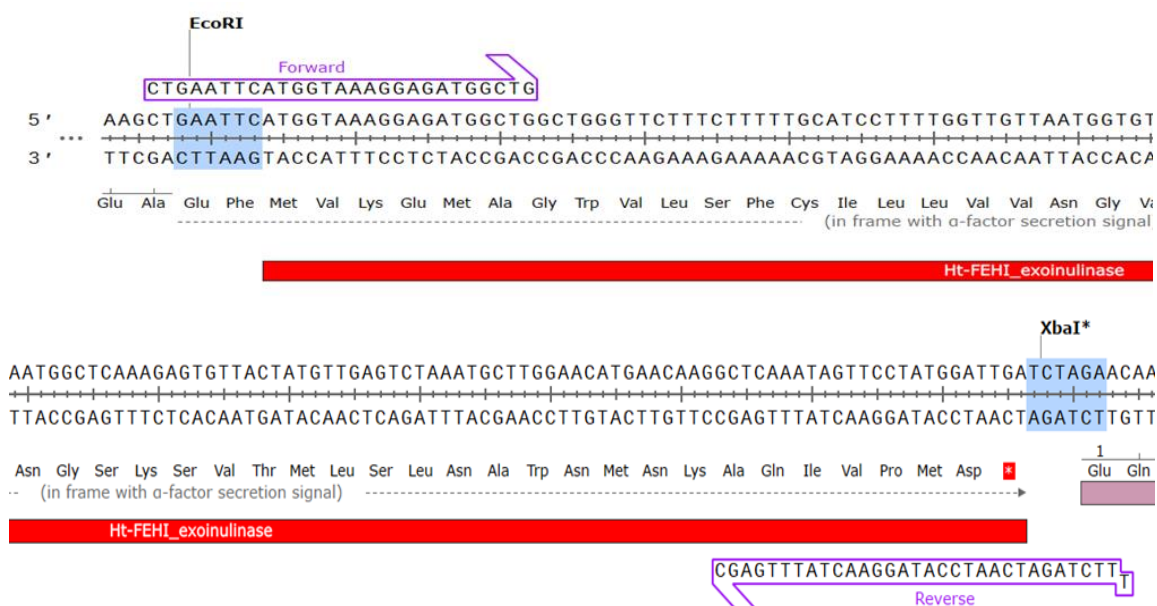 EcoRI
Forward
CTGAATTCATGGTAAAGGAGATGGCTG
5' AAGCTGAATTCATGGTAAAGGAGATGGCTGGCTGGGTTCTTTCTTTTTGCATCCTTTTGGTTGTTAATGGTGT
...
3' TTCGACTTAAGTACCATTTCCTCTACCGACCGACCCAAGAAAGAAAAACGTAGGAAAACCAACAATTACCACA
Glu Ala Glu Phe Met Val Lys Glu Met Ala Gly Trp Val Leu Ser Phe Cys Ile Leu Leu Val Val Asn Gly Va
(in frame with α-factor secretion signal)
Ht-FEHI_exoinulinase
XbaI*
AATGGCTCAAAGAGTGTTACTATGTTGAGTCTAAATGCTTGGAACATGAACAAGGCTCAAATAGTTCCTATGGATTGATCTAGAACAA
TTACCGAGTTTCTCACAATGATACAACTCAGATTTACGAACCTTGTACTTGTTCCGAGTTTATCAAGGATACCTAACTAGATCTTGTT
1
Asn Gly Ser Lys Ser Val Thr Met Leu Ser Leu Asn Ala Trp Asn Met Asn Lys Ala Gln Ile Val Pro Met Asp * Glu Gln
(in frame with α-factor secretion signal)
Ht-FEHI_exoinulinase
CGAGTTTATCAAGGATACCTAACTAGATCTTT
Reverse